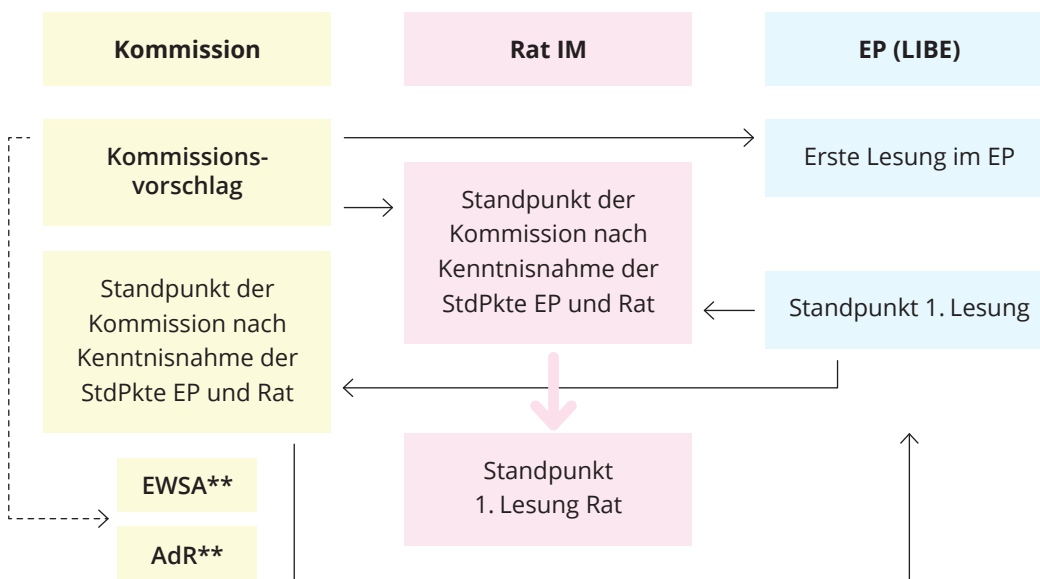 Kommission
Rat IM
EP (LIBE)
Kommissions-
vorschlag
Erste Lesung im EP
Standpunkt der
Kommission nach
Kenntnisnahme der
StdPkte EP und Rat
Standpunkt der
Kommission nach
Kenntnisnahme der
StdPkte EP und Rat
Standpunkt 1. Lesung
Standpunkt
1. Lesung Rat
EWSA**
AdR**